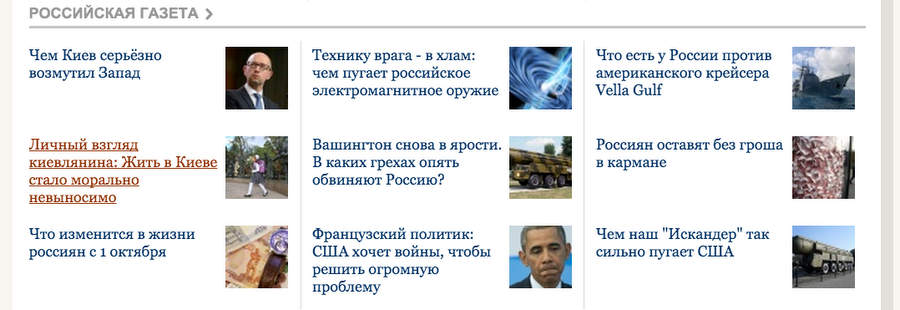 РОССИЙСКАЯ ГАЗЕТА
Чем Киев серьёзно
возмутил Запад
Технику врага - в хлам:
чем пугает российское
электромагнитное оружие
Что есть у России против
американского крейсера
Vella Gulf
Личный взгляд
киевлянина: Жить в Киеве
стало морально
невыносимо
Вашингтон снова в ярости.
В каких грехах опять
обвиняют Россию?
Россиян оставят без гроша
в кармане
Что изменится в жизни
россиян с 1 октября
Французский политик:
США хочет войны, чтобы
решить огромную
проблему
Чем наш "Искандер" так
сильно пугает США